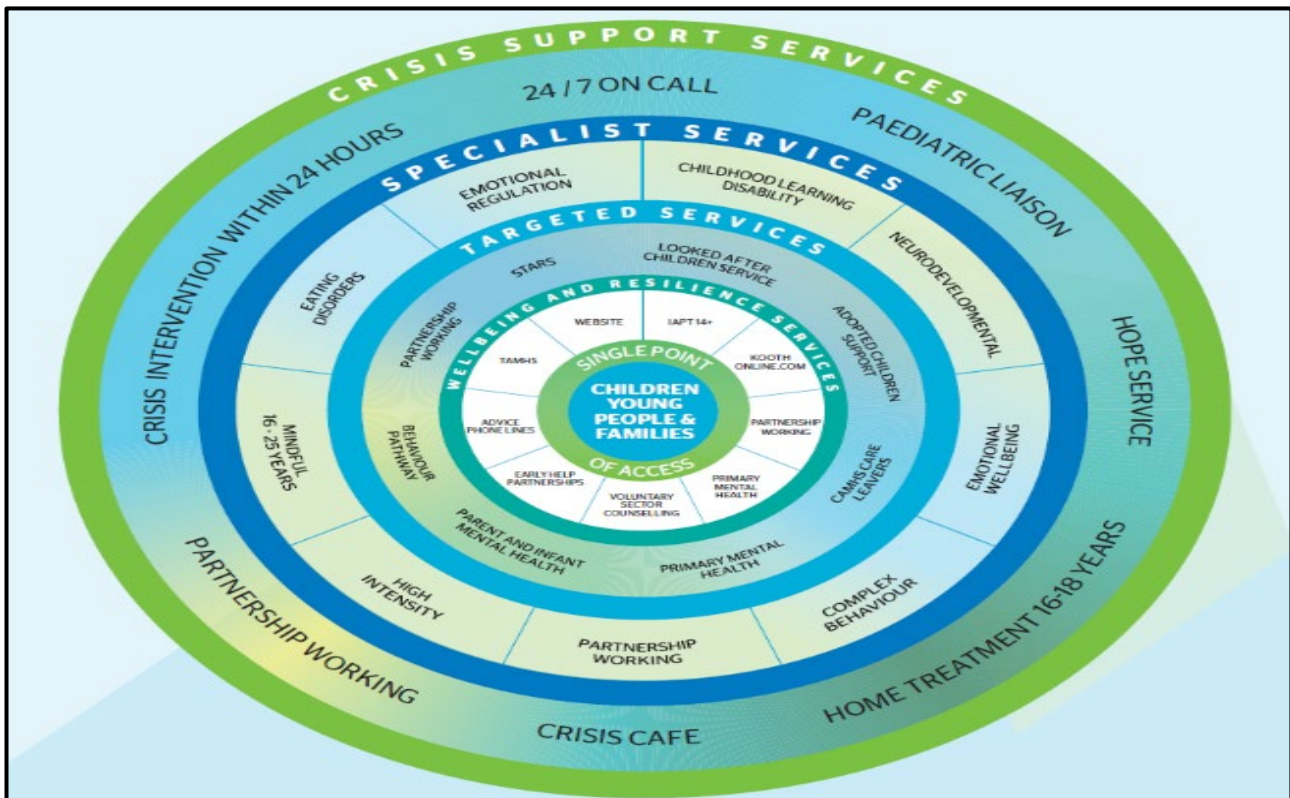 CRISIS SUPPORT SERVICES
24 / 7 ON CALL
PAEDIATRIC LIAISON
HOPE SERVICE
HOME TREATMENT 16-18 YEARS
CRISIS CAFE
PARTNERSHIP WORKING
CRISIS INTERVENTION WITHIN 24 HOURS
SPECIALIST SERVICES
EMOTIONAL
REGULATION
CHILDHOOD LEARNING
DISABILITY
NEURODEVELOPMENTAL
EMOTIONAL
WELLBEING
COMPLEX
BEHAVIOUR
PARTNERSHIP
WORKING
HIGH
INTENSITY
MINDFUL
16 - 25 YEARS
EATING
DISORDERS
TARGETED SERVICES
STARS
LOOKED AFTER
CHILDREN SERVICE
ADOPTED CHILDREN
SUPPORT
CAMHS CARE
LEAVERS
PRIMARY MENTAL
HEALTH
PARENT AND INFANT
MENTAL HEALTH
BEHAVIOUR
PATHWAY
PARTNERSHIP
WORKING
WELLBEING AND RESILIENCE SERVICES
WEBSITE
IAPT 14+
KOOTH
ONLINE.COM
PARTNERSHIP
WORKING
PRIMARY
MENTAL
HEALTH
VOLUNTARY
SECTOR
COUNSELLING
EARLY HELP
PARTNERSHIPS
ADVICE
PHONE LINES
TAMHS
SINGLE POINT
OF ACCESS
CHILDREN
YOUNG
PEOPLE &
FAMILIES